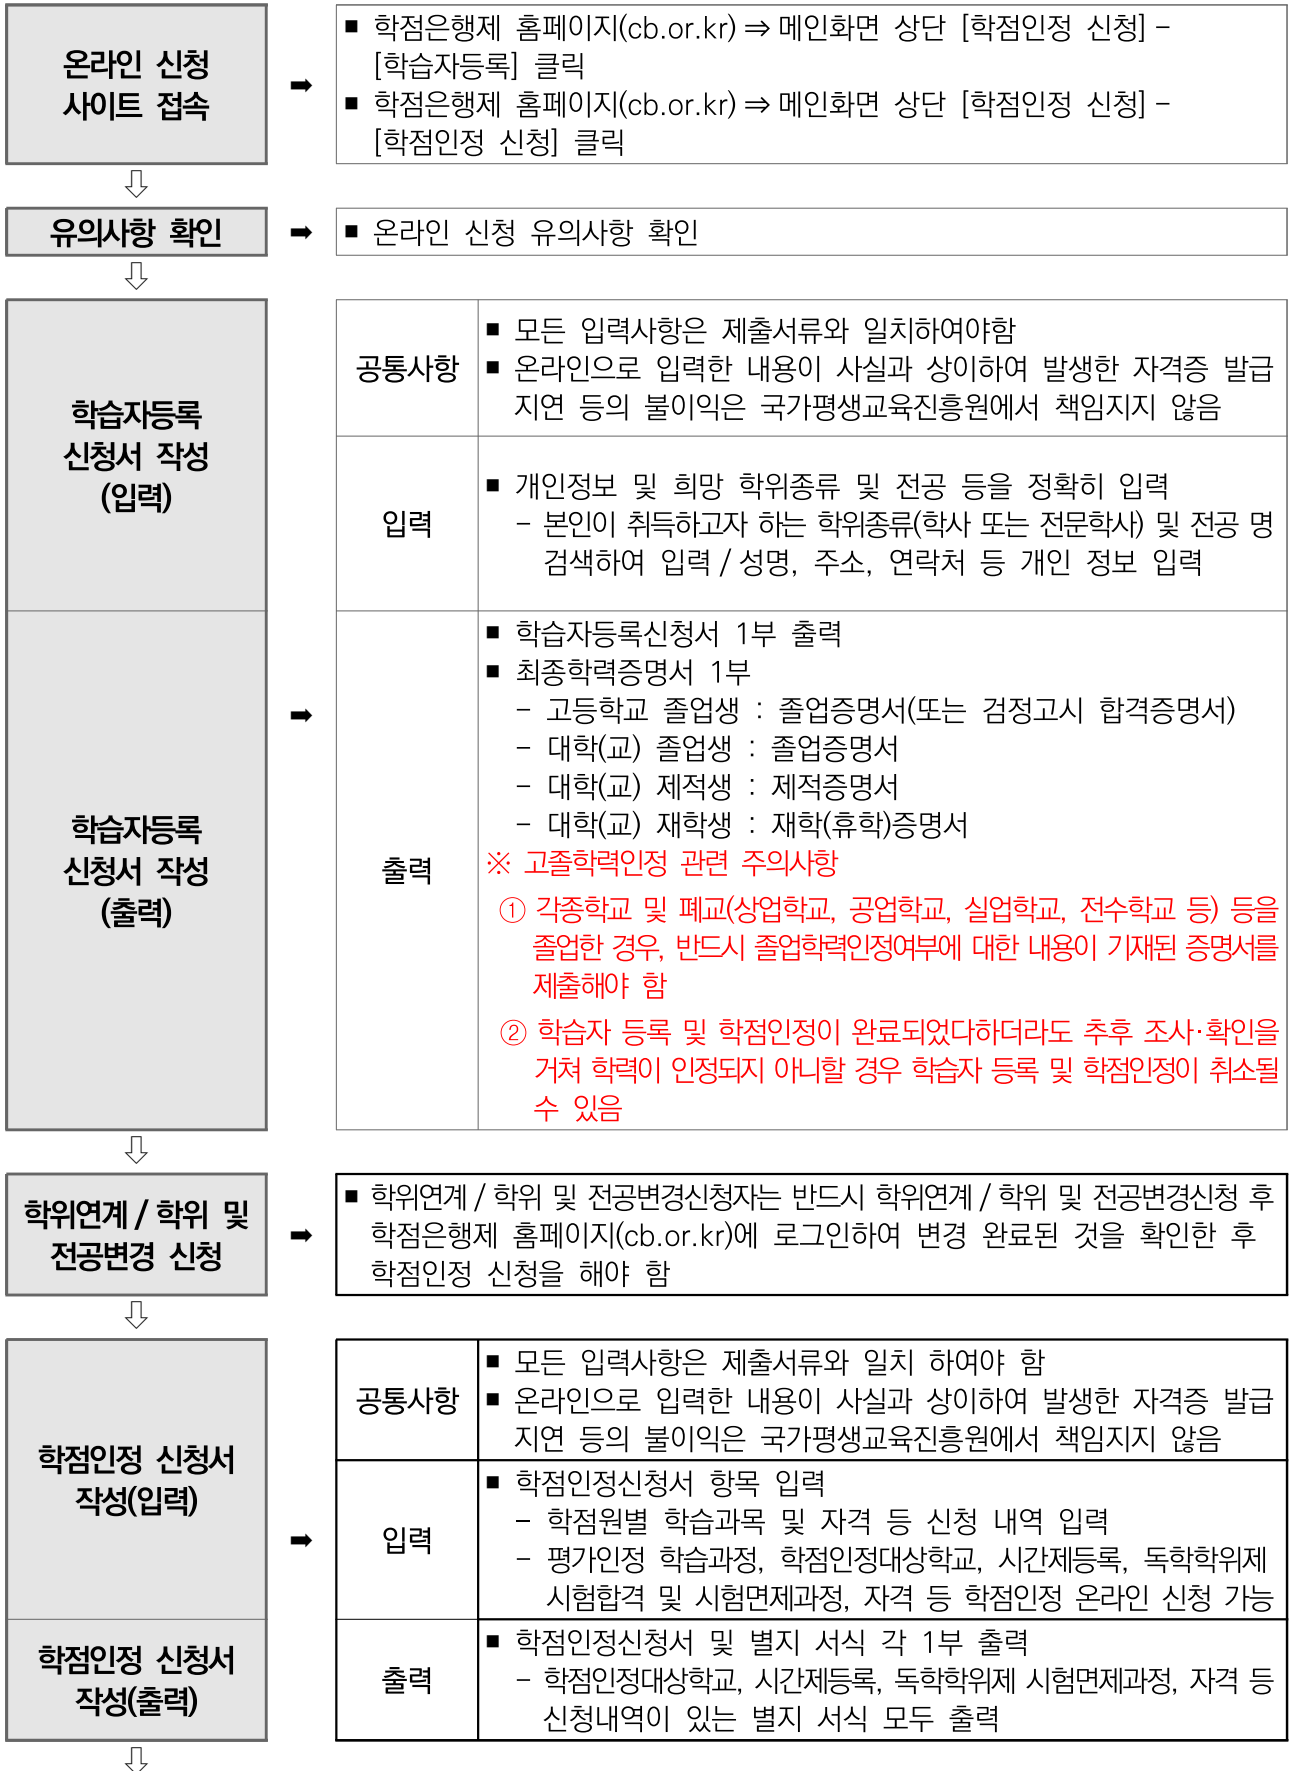 온라인 신청
사이트 접속
➡
■ 학점은행제 홈페이지(cb.or.kr) ⇒ 메인화면 상단 [학점인정 신청] -
[학습자등록] 클릭
■ 학점은행제 홈페이지(cb.or.kr) ⇒ 메인화면 상단 [학점인정 신청] -
[학점인정 신청] 클릭
⇩
유의사항 확인
➡
■ 온라인 신청 유의사항 확인
⇩
학습자등록
신청서 작성
(입력)
공통사항
■ 모든 입력사항은 제출서류와 일치하여야함
■ 온라인으로 입력한 내용이 사실과 상이하여 발생한 자격증 발급
지연 등의 불이익은 국가평생교육진흥원에서 책임지지 않음
입력
■ 개인정보 및 희망 학위종류 및 전공 등을 정확히 입력
- 본인이 취득하고자 하는 학위종류(학사 또는 전문학사) 및 전공 명
검색하여 입력 / 성명, 주소, 연락처 등 개인 정보 입력
➡
학습자등록
신청서 작성
(출력)
출력
■ 학습자등록신청서 1부 출력
■ 최종학력증명서 1부
- 고등학교 졸업생 : 졸업증명서(또는 검정고시 합격증명서)
- 대학(교) 졸업생 : 졸업증명서
- 대학(교) 제적생 : 제적증명서
- 대학(교) 재학생 : 재학(휴학)증명서
※ 고졸학력인정 관련 주의사항
① 각종학교 및 폐교(상업학교, 공업학교, 실업학교, 전수학교 등) 등을
졸업한 경우, 반드시 졸업학력인정여부에 대한 내용이 기재된 증명서를
제출해야 함
② 학습자 등록 및 학점인정이 완료되었다하더라도 추후 조사·확인을
거쳐 학력이 인정되지 아니할 경우 학습자 등록 및 학점인정이 취소될
수 있음
⇩
학위연계 / 학위 및
전공변경 신청
➡
■ 학위연계 / 학위 및 전공변경신청자는 반드시 학위연계 / 학위 및 전공변경신청 후
학점은행제 홈페이지(cb.or.kr)에 로그인하여 변경 완료된 것을 확인한 후
학점인정 신청을 해야 함
⇩
학점인정 신청서
작성(입력)
공통사항
■ 모든 입력사항은 제출서류와 일치 하여야 함
■ 온라인으로 입력한 내용이 사실과 상이하여 발생한 자격증 발급
지연 등의 불이익은 국가평생교육진흥원에서 책임지지 않음
➡
입력
■ 학점인정신청서 항목 입력
- 학점원별 학습과목 및 자격 등 신청 내역 입력
- 평가인정 학습과정, 학점인정대상학교, 시간제등록, 독학학위제
시험합격 및 시험면제과정, 자격 등 학점인정 온라인 신청 가능
학점인정 신청서
작성(출력)
출력
■ 학점인정신청서 및 별지 서식 각 1부 출력
- 학점인정대상학교, 시간제등록, 독학학위제 시험면제과정, 자격 등
신청내역이 있는 별지 서식 모두 출력
⇩